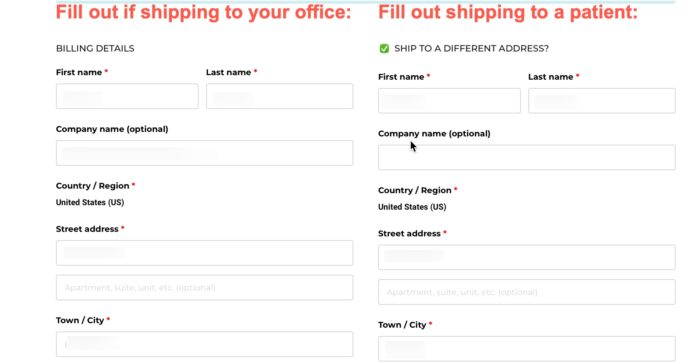 Fill out if shipping to your office:
BILLING DETAILS
First name *
Last name *
Company name (optional)
Country / Region *
United States (US)
Street address *
Apartment, suite, unit, etc. (optional)
Town / City *
Fill out shipping to a patient:
SHIP TO A DIFFERENT ADDRESS?
First name *
Last name *
Company name (optional)
Country / Region *
United States (US)
Street address *
Apartment, suite, unit, etc. (optional)
Town / City *